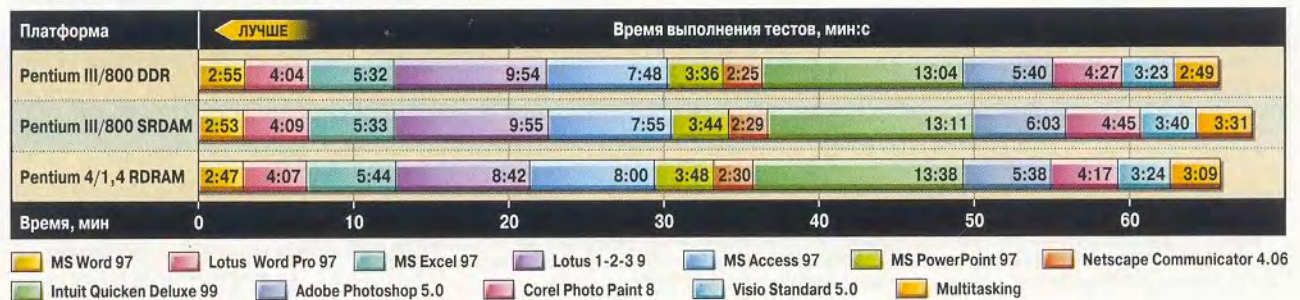 Платформа ЛУЧШЕ Время выполнения тестов, мин:с
Pentium III/800 DDR 2:55 4:04 5:32 9:54 7:48 3:36 2:25 13:04 5:40 4:27 3:23 2:49
Pentium III/800 SRDAM 2:53 4:09 5:33 9:55 7:55 3:44 2:29 13:11 6:03 4:45 3:40 3:31
Pentium 4/1,4 RDRAM 2:47 4:07 5:44 8:42 8:00 3:48 2:30 13:38 5:38 4:17 3:24 3:09
Время, мин 0 10 20 30 40 50 60
MS Word 97 Lotus Word Pro 97 MS Excel 97 Lotus 1-2-3 9 MS Access 97 MS PowerPoint 97 Netscape Communicator 4.06
Intuit Quicken Deluxe 99 Adobe Photoshop 5.0 Corel Photo Paint 8 Visio Standard 5.0 Multitasking